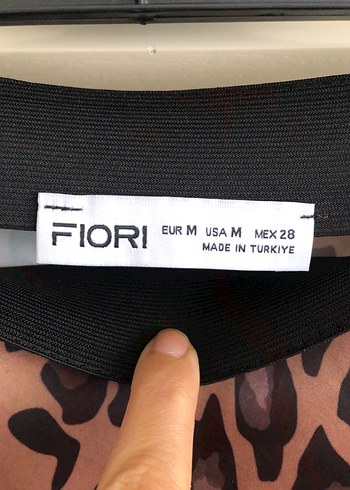 FIORI EUR M USA M MEX 28
MADE IN TURKIYE